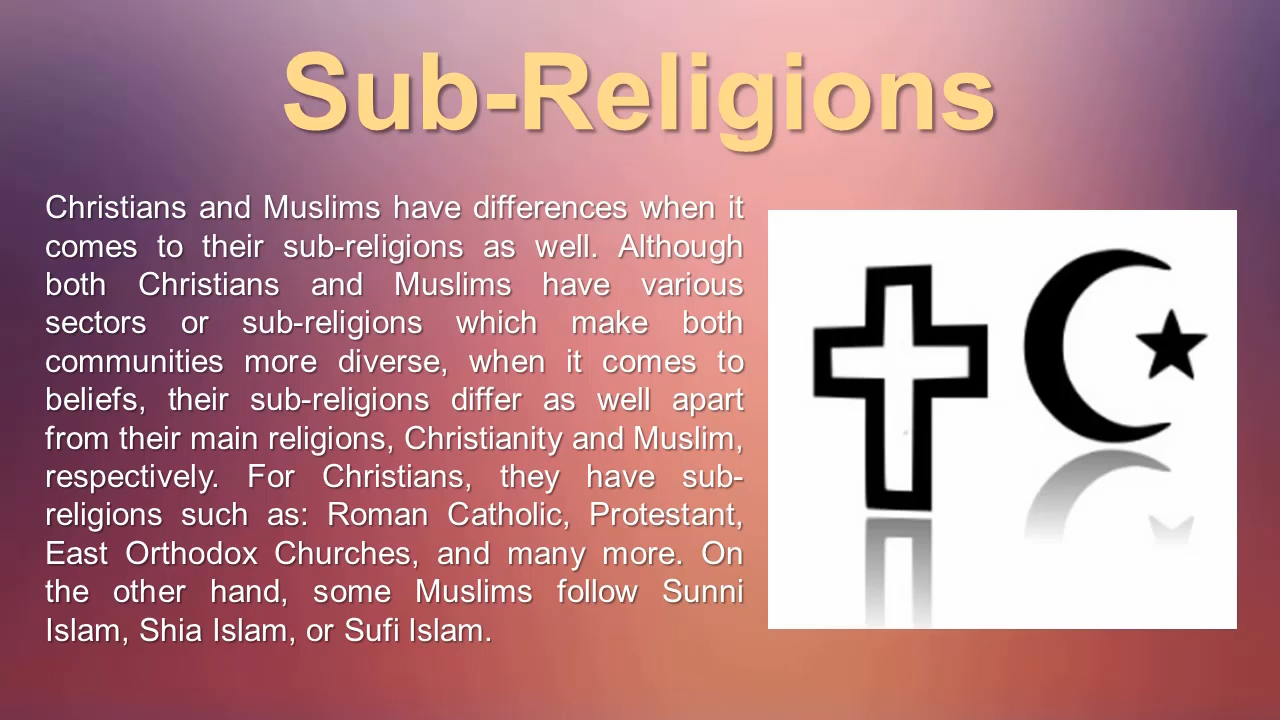 Sub-Religions
Christians and Muslims have differences when it
comes to their sub-religions as well. Although
both Christians and Muslims have various
sectors or sub-religions which make both
communities more diverse, when it comes to
beliefs, their sub-religions differ as well apart
from their main religions, Christianity and Muslim,
respectively. For Christians, they have sub-
religions such as: Roman Catholic, Protestant,
East Orthodox Churches, and many more. On
the other hand, some Muslims follow Sunni
Islam, Shia Islam, or Sufi Islam.